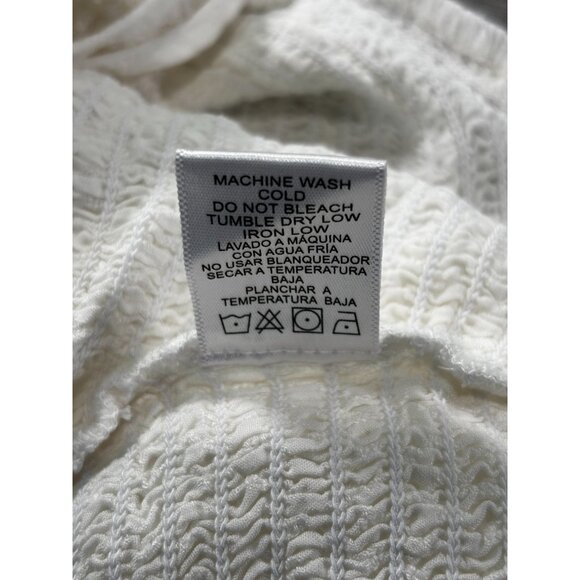 MACHINE WASH
COLD
DO NOT BLEACH
TUMBLE DRY LOW
IRON LOW
LAVADO A MÁQUINA
CON AGUA FRÍA
NO USAR BLANQUEADOR
SECAR A TEMPERATURA
BAJA
PLANCHAR A
TEMPERATURA BAJA